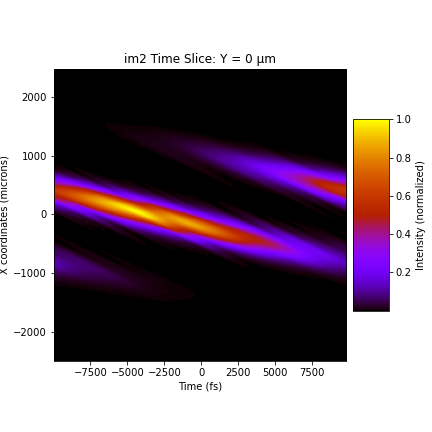 im2 Time Slice: Y = 0 μm
X coordinates (microns)
2000
1000
0
−1000
−2000
−7500 −5000 −2500 0 2500 5000 7500
Time (fs)
1.0
0.8
0.6
0.4
0.2
Intensity (normalized)